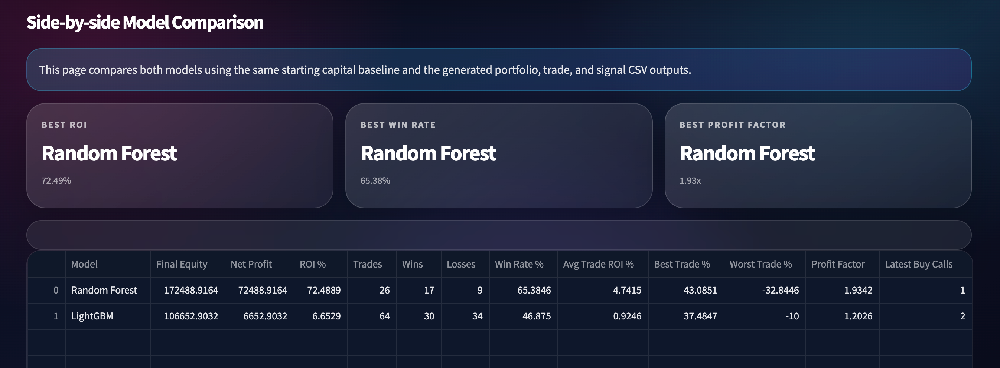 Side-by-side Model Comparison
This page compares both models using the same starting capital baseline and the generated portfolio, trade, and signal CSV outputs.
BEST ROI
Random Forest
72.49%
BEST WIN RATE
Random Forest
65.38%
BEST PROFIT FACTOR
Random Forest
1.93x
Model Final Equity Net Profit ROI % Trades Wins Losses Win Rate % Avg Trade ROI % Best Trade % Worst Trade % Profit Factor Latest Buy Calls
0 Random Forest 172488.9164 72488.9164 72.4889 26 17 9 65.3846 4.7415 43.0851 -32.8446 1.9342 1
1 LightGBM 106652.9032 6652.9032 6.6529 64 30 34 46.875 0.9246 37.4847 -10 1.2026 2